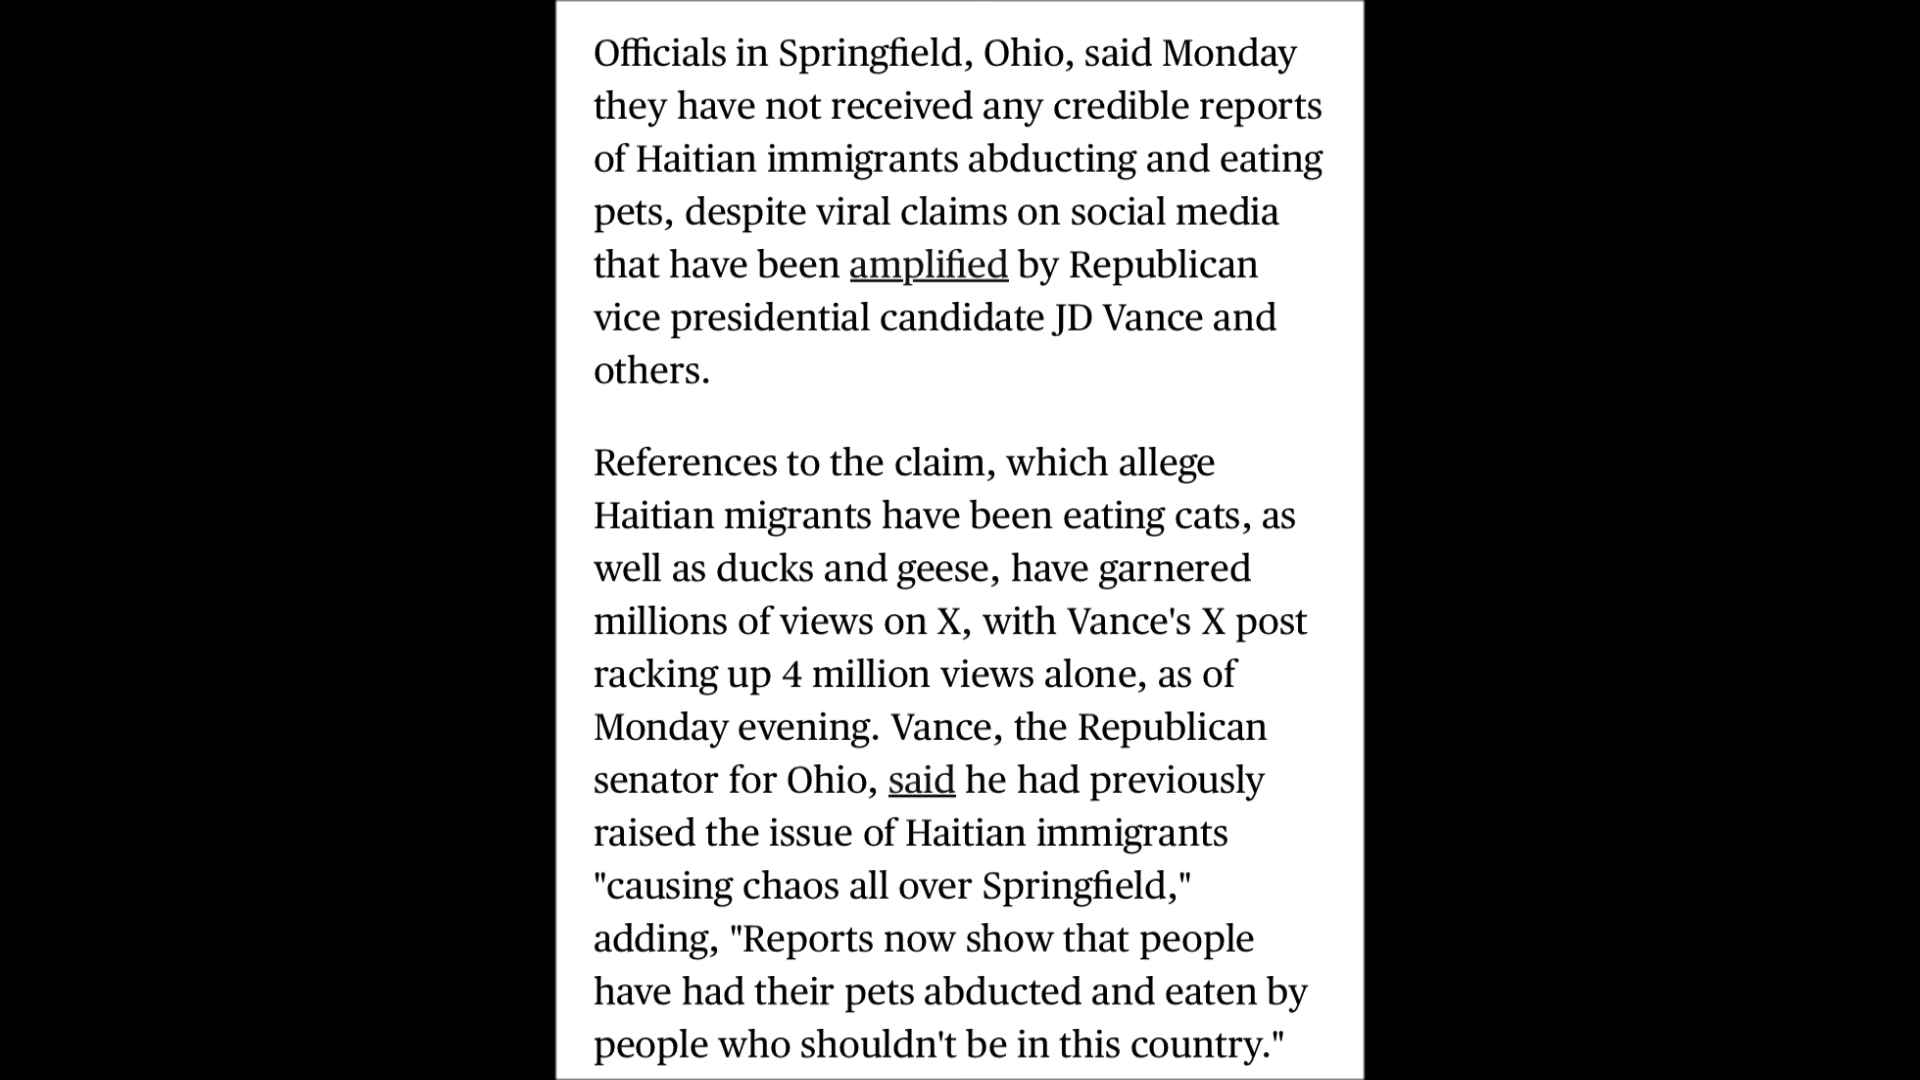 Officials in Springfield, Ohio, said Monday
they have not received any credible reports
of Haitian immigrants abducting and eating
pets, despite viral claims on social media
that have been amplified by Republican
vice presidential candidate JD Vance and
others.
References to the claim, which allege
Haitian migrants have been eating cats, as
well as ducks and geese, have garnered
millions of views on X, with Vance's X post
racking up 4 million views alone, as of
Monday evening. Vance, the Republican
senator for Ohio, said he had previously
raised the issue of Haitian immigrants
"causing chaos all over Springfield,"
adding, "Reports now show that people
have had their pets abducted and eaten by
people who shouldn't be in this country."